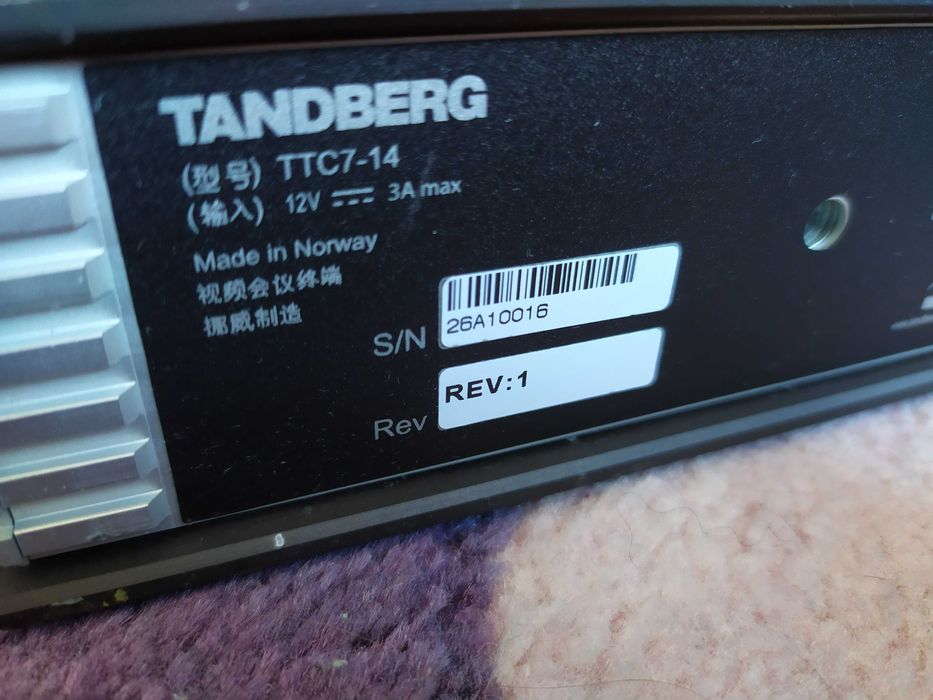 TANDBERG
(型号) TTC7-14
(输入) 12V ⎓ 3A max
Made in Norway
视频会议终端
挪威制造
S/N
26A10016
Rev
REV:1